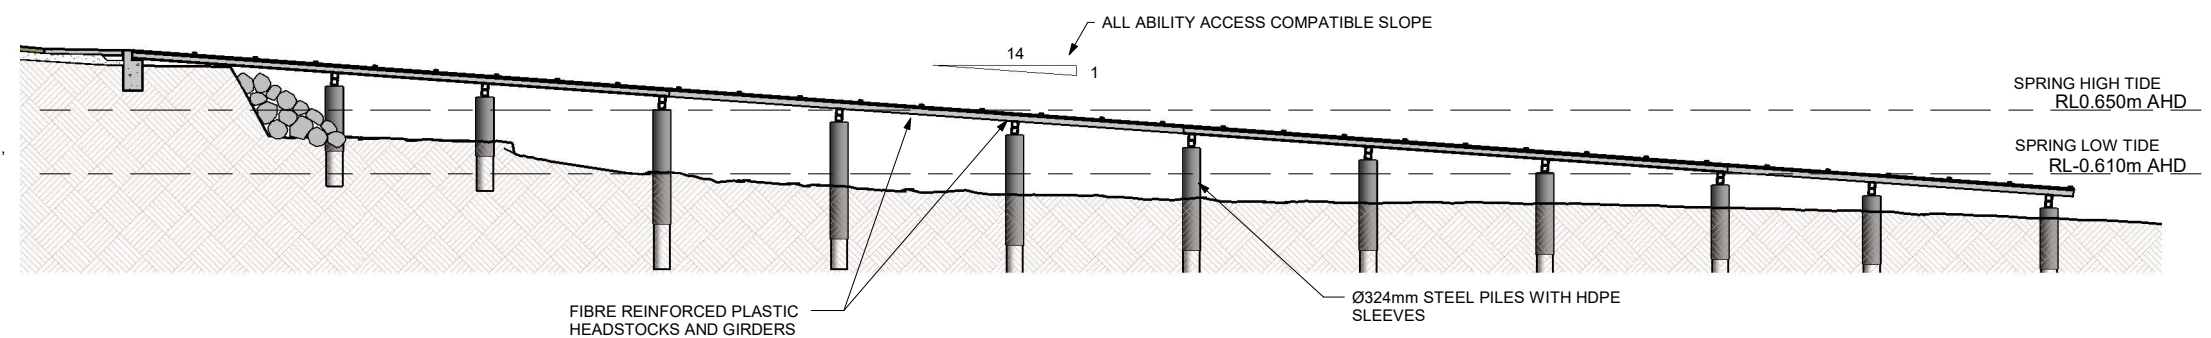 ALL ABILITY ACCESS COMPATIBLE SLOPE
14
1
SPRING HIGH TIDE
RL0.650m AHD
SPRING LOW TIDE
RL-0.610m AHD
,
FIBRE REINFORCED PLASTIC
HEADSTOCKS AND GIRDERS
Ø324mm STEEL PILES WITH HDPE
SLEEVES